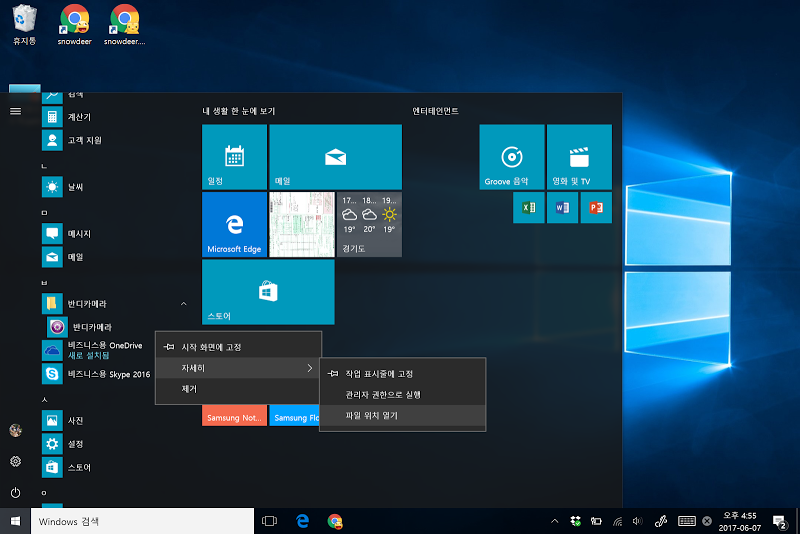 휴지통
snowdeer
snowdeer....
검색
계산기
고객 지원
ㄴ
날씨
ㅁ
메시지
메일
ㅂ
반디카메라
반디카메라
비즈니스용 OneDrive
새로 설치됨
비즈니스용 Skype 2016
ㅅ
사진
설정
스토어
ㅇ
내 생활 한 눈에 보기
엔터테인먼트
일정
메일
Groove 음악
영화 및 TV
Microsoft Edge
17... 18... 19...
19° 20° 19°
경기도
스토어
시작 화면에 고정
자세히
제거
작업 표시줄에 고정
관리자 권한으로 실행
파일 위치 열기
Samsung Not...
Samsung Flo
Windows 검색
오후 4:55
2017-06-07
2